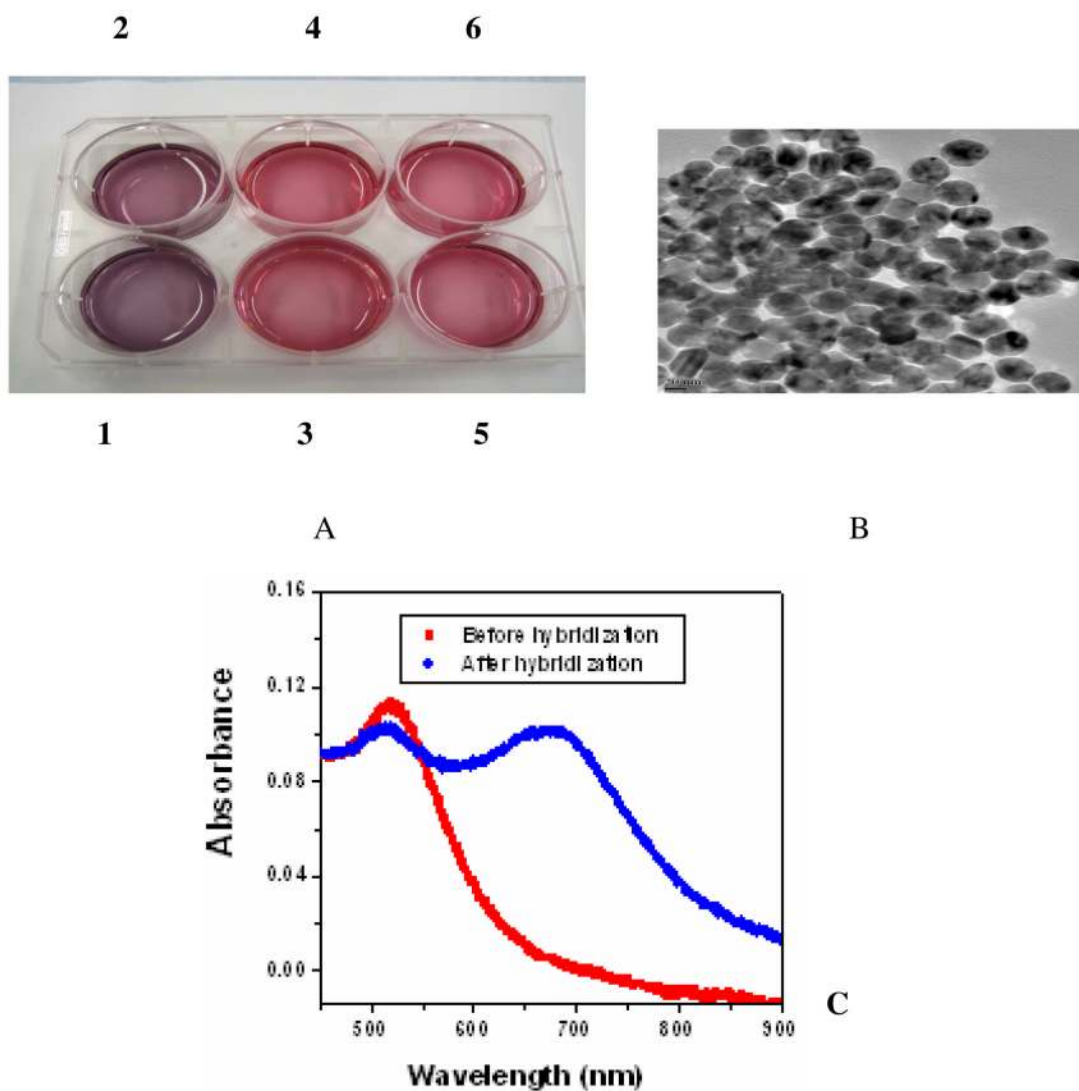 2 4 6
1 3 5
A B
0.16
0.12
0.08
0.04
0.00
Absorbance
Before hybridization
After hybridization
500 600 700 800 900
Wavelength (nm)
C